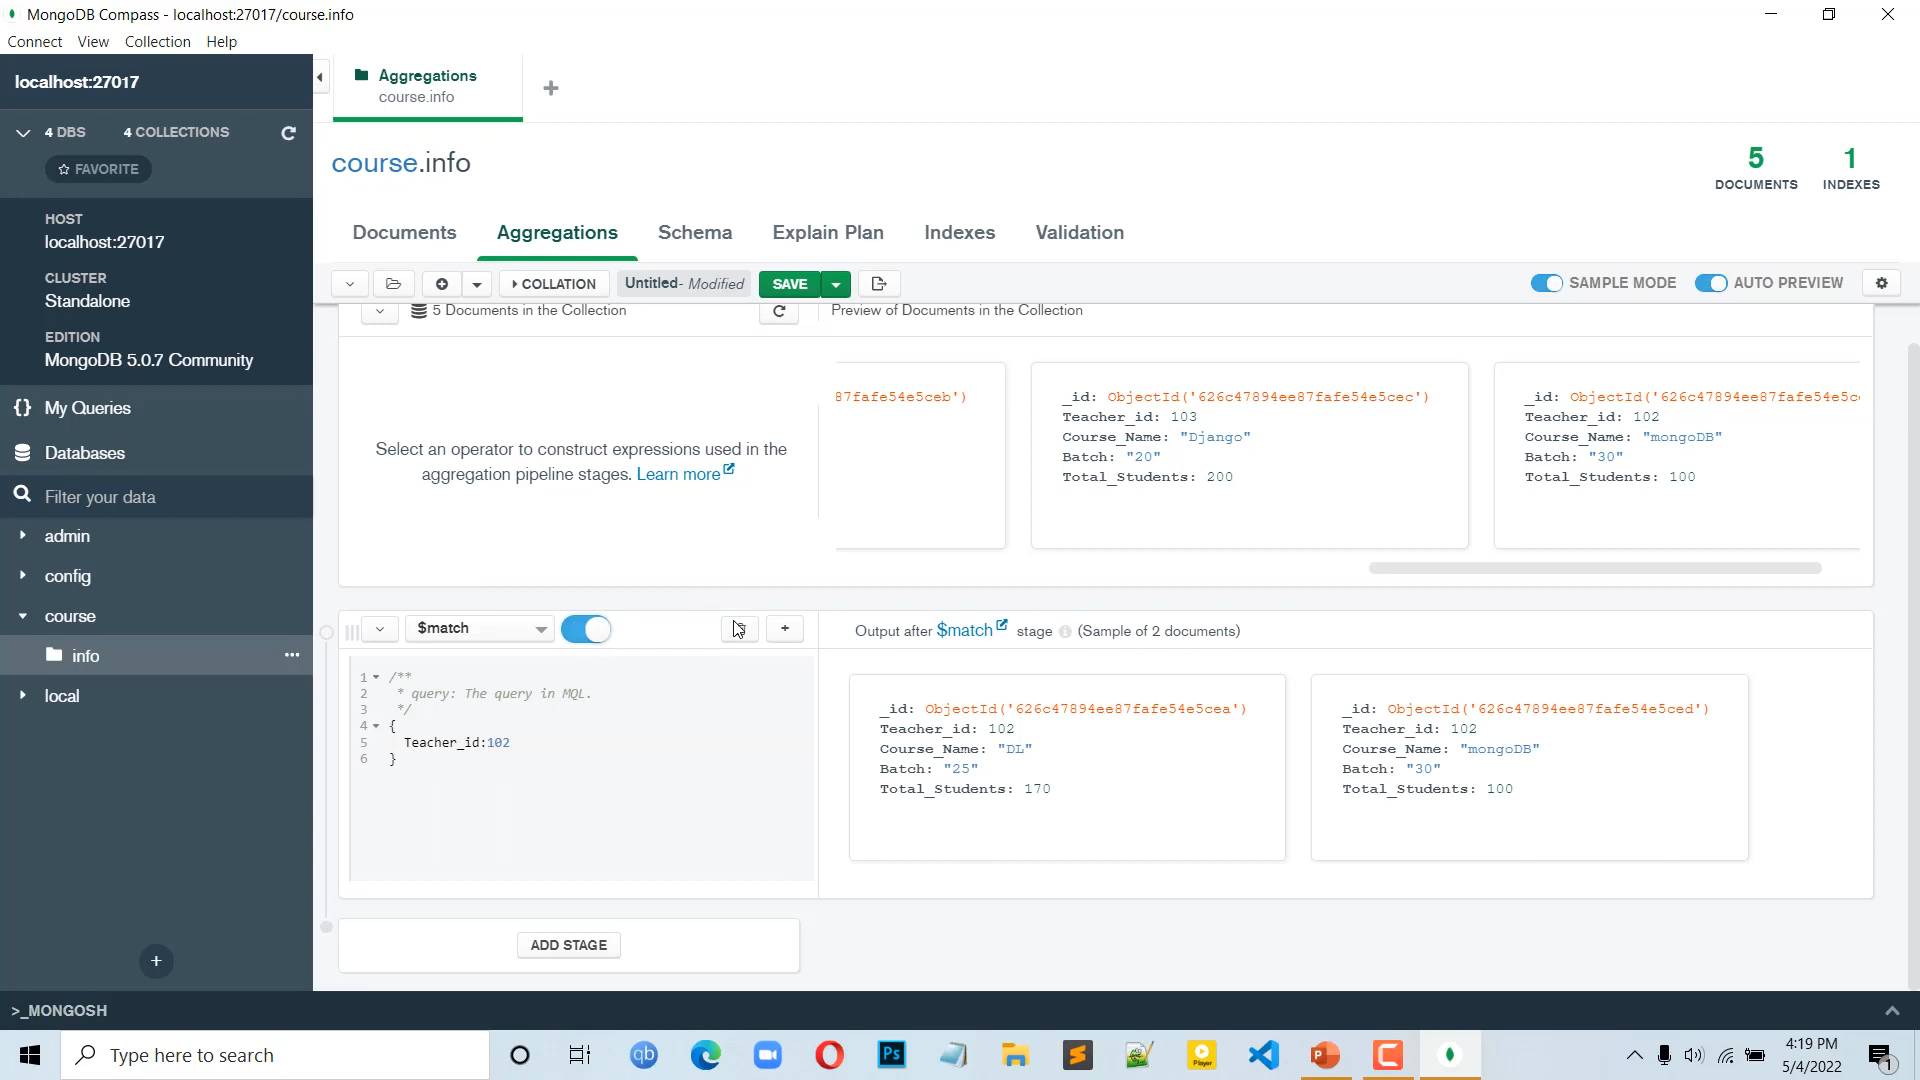 MongoDB Compass - localhost:27017/course.info
Connect View Collection Help
localhost:27017
4 DBS 4 COLLECTIONS
FAVORITE
HOST
localhost:27017
CLUSTER
Standalone
EDITION
MongoDB 5.0.7 Community
{} My Queries
Databases
Filter your data
admin
config
course
info
local
Aggregations
course.info
course.info
5
DOCUMENTS
1
INDEXES
Documents Aggregations Schema Explain Plan Indexes Validation
COLLATION Untitled- Modified SAVE SAMPLE MODE AUTO PREVIEW
5 Documents in the Collection Preview of Documents in the Collection
Select an operator to construct expressions used in the
aggregation pipeline stages. Learn more
87fafe54e5ceb')
_id: ObjectId('626c47894ee87fafe54e5cec')
Teacher_id: 103
Course_Name: "Django"
Batch: "20"
Total_Students: 200
_id: ObjectId('626c47894ee87fafe54e5ce
Teacher_id: 102
Course_Name: "mongoDB"
Batch: "30"
Total_Students: 100
$match
Output after $match stage (Sample of 2 documents)
1 /**
2 * query: The query in MQL.
3 */
4 {
5 Teacher_id:102
6 }
_id: ObjectId('626c47894ee87fafe54e5cea')
Teacher_id: 102
Course_Name: "DL"
Batch: "25"
Total_Students: 170
_id: ObjectId('626c47894ee87fafe54e5ced')
Teacher_id: 102
Course_Name: "mongoDB"
Batch: "30"
Total_Students: 100
ADD STAGE
>_MONGOSH
Type here to search
qb
Ps
Player
4:19 PM
5/4/2022
1